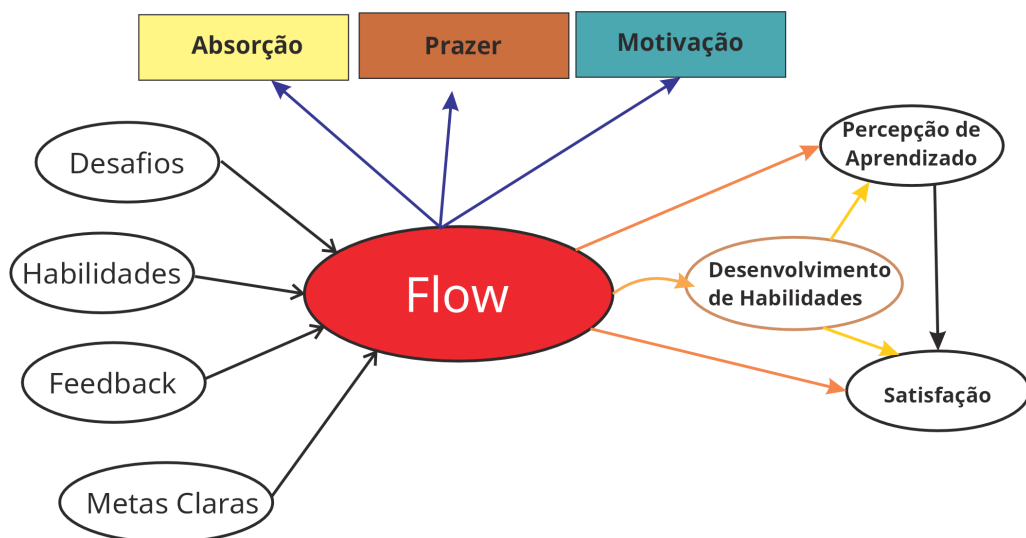 Absorção
Prazer
Motivação
Desafios
Percepção de
Aprendizado
Habilidades
Flow
Desenvolvimento
de Habilidades
Feedback
Satisfação
Metas Claras